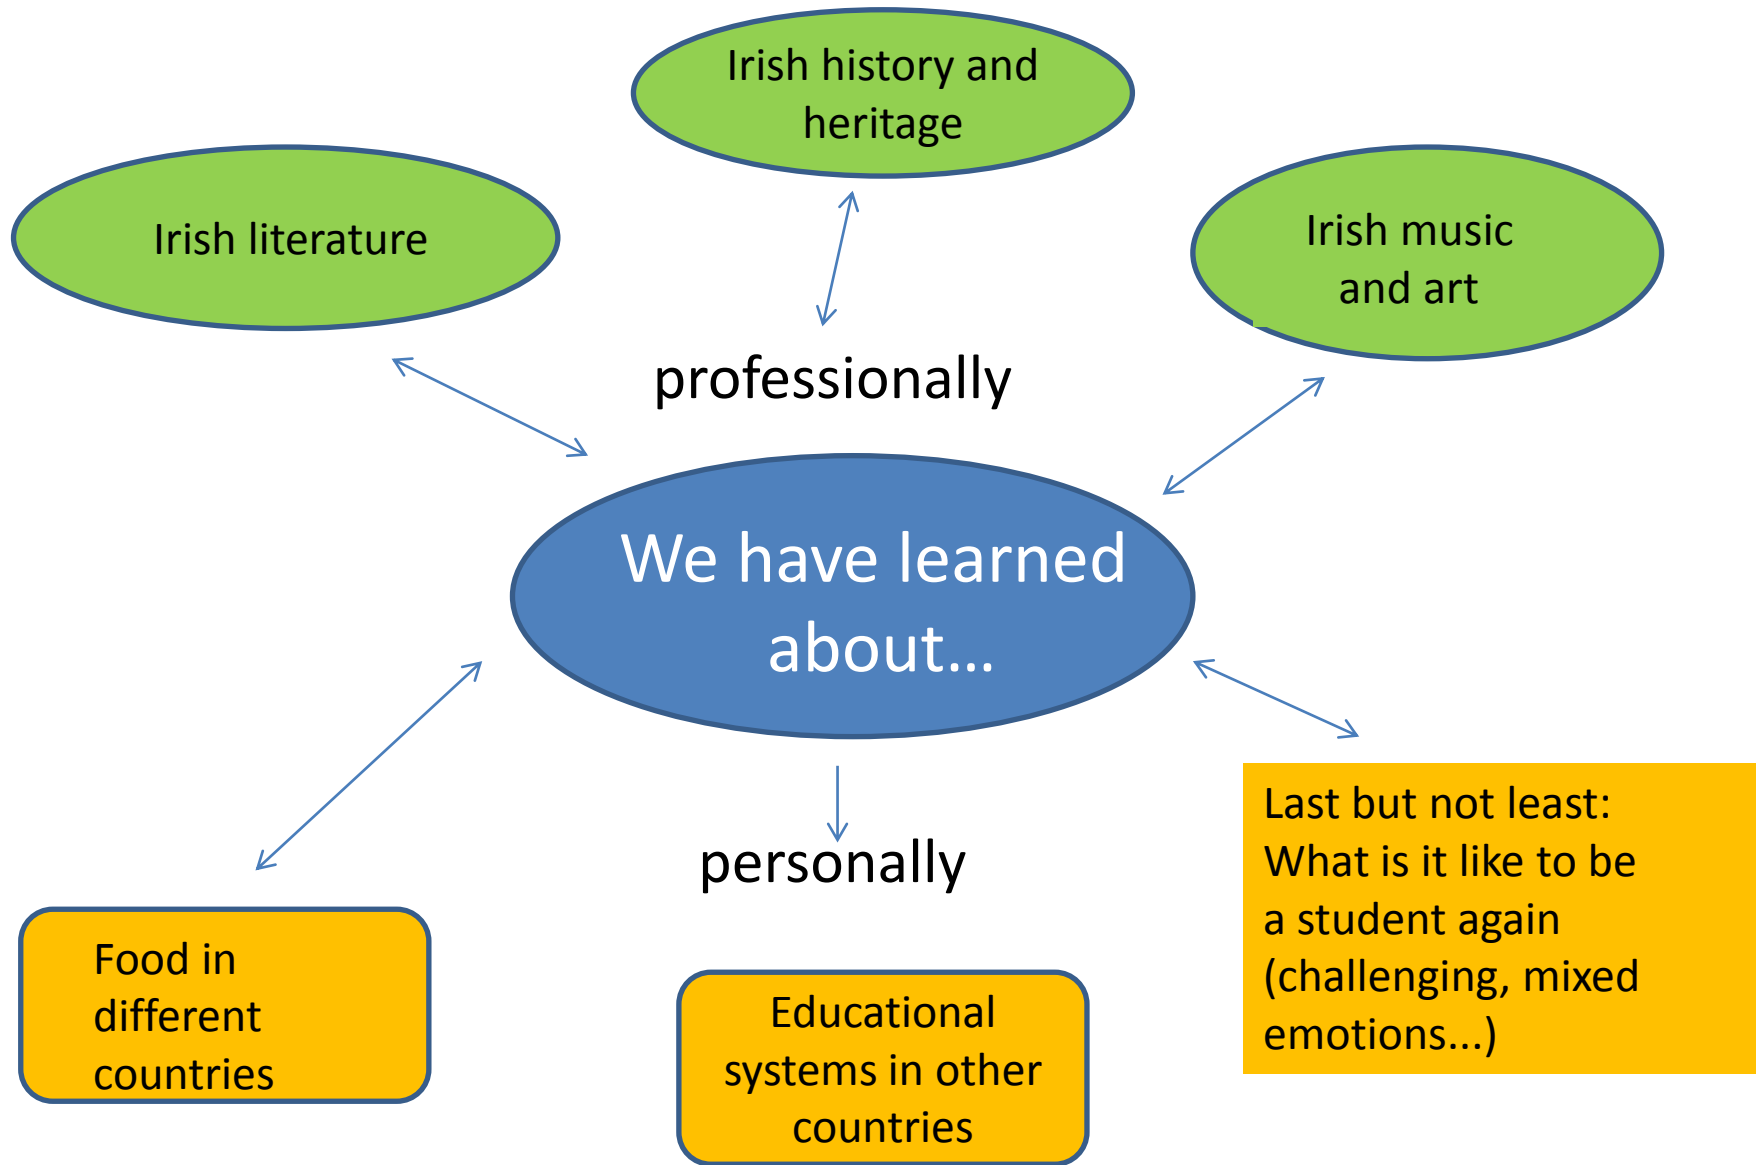 Irish history and
heritage
Irish literature
Irish music
and art
professionally
We have learned
about…
personally
Food in
different
countries
Educational
systems in other
countries
Last but not least:
What is it like to be
a student again
(challenging, mixed
emotions...)